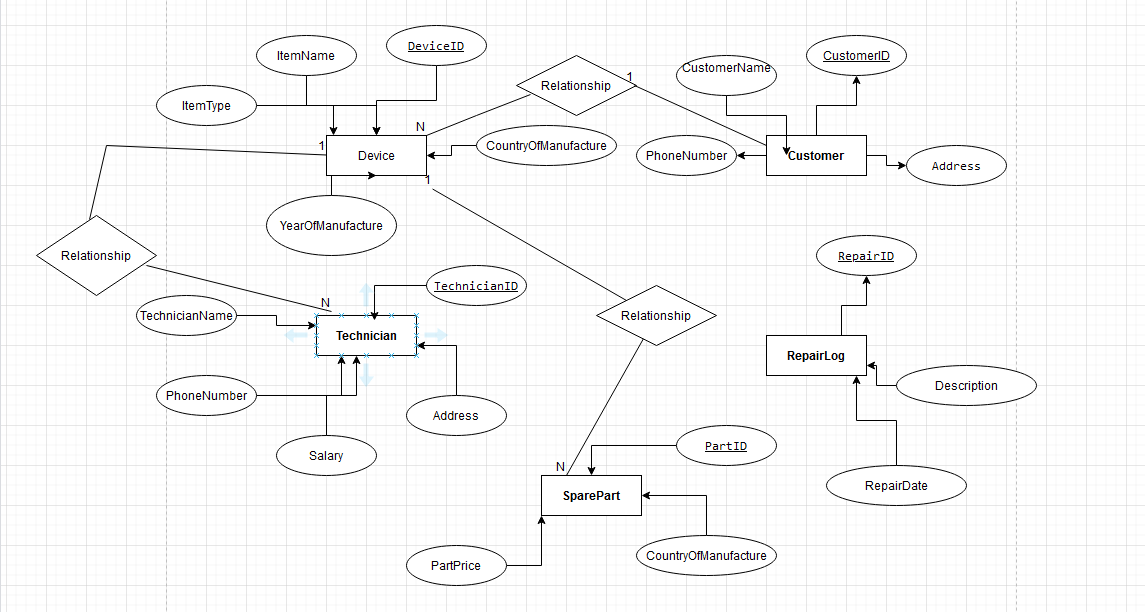 ItemName
DeviceID
CustomerName
CustomerID
ItemType
Relationship
1
N
1
Device
CountryOfManufacture
PhoneNumber
Customer
Address
1
YearOfManufacture
Relationship
RepairID
TechnicianID
N
TechnicianName
Technician
Relationship
RepairLog
PhoneNumber
Address
Description
Salary
PartID
N
SparePart
RepairDate
PartPrice
CountryOfManufacture